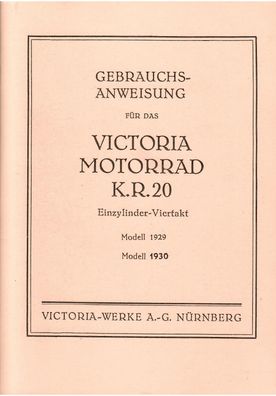 GEBRAUCHS-
ANWEISUNG
FÜR DAS
VICTORIA
MOTORRAD
K.R.20
Einzylinder-Viertakt
Modell 1929
Modell 1930
VICTORIA-WERKE A.-G. NÜRNBERG